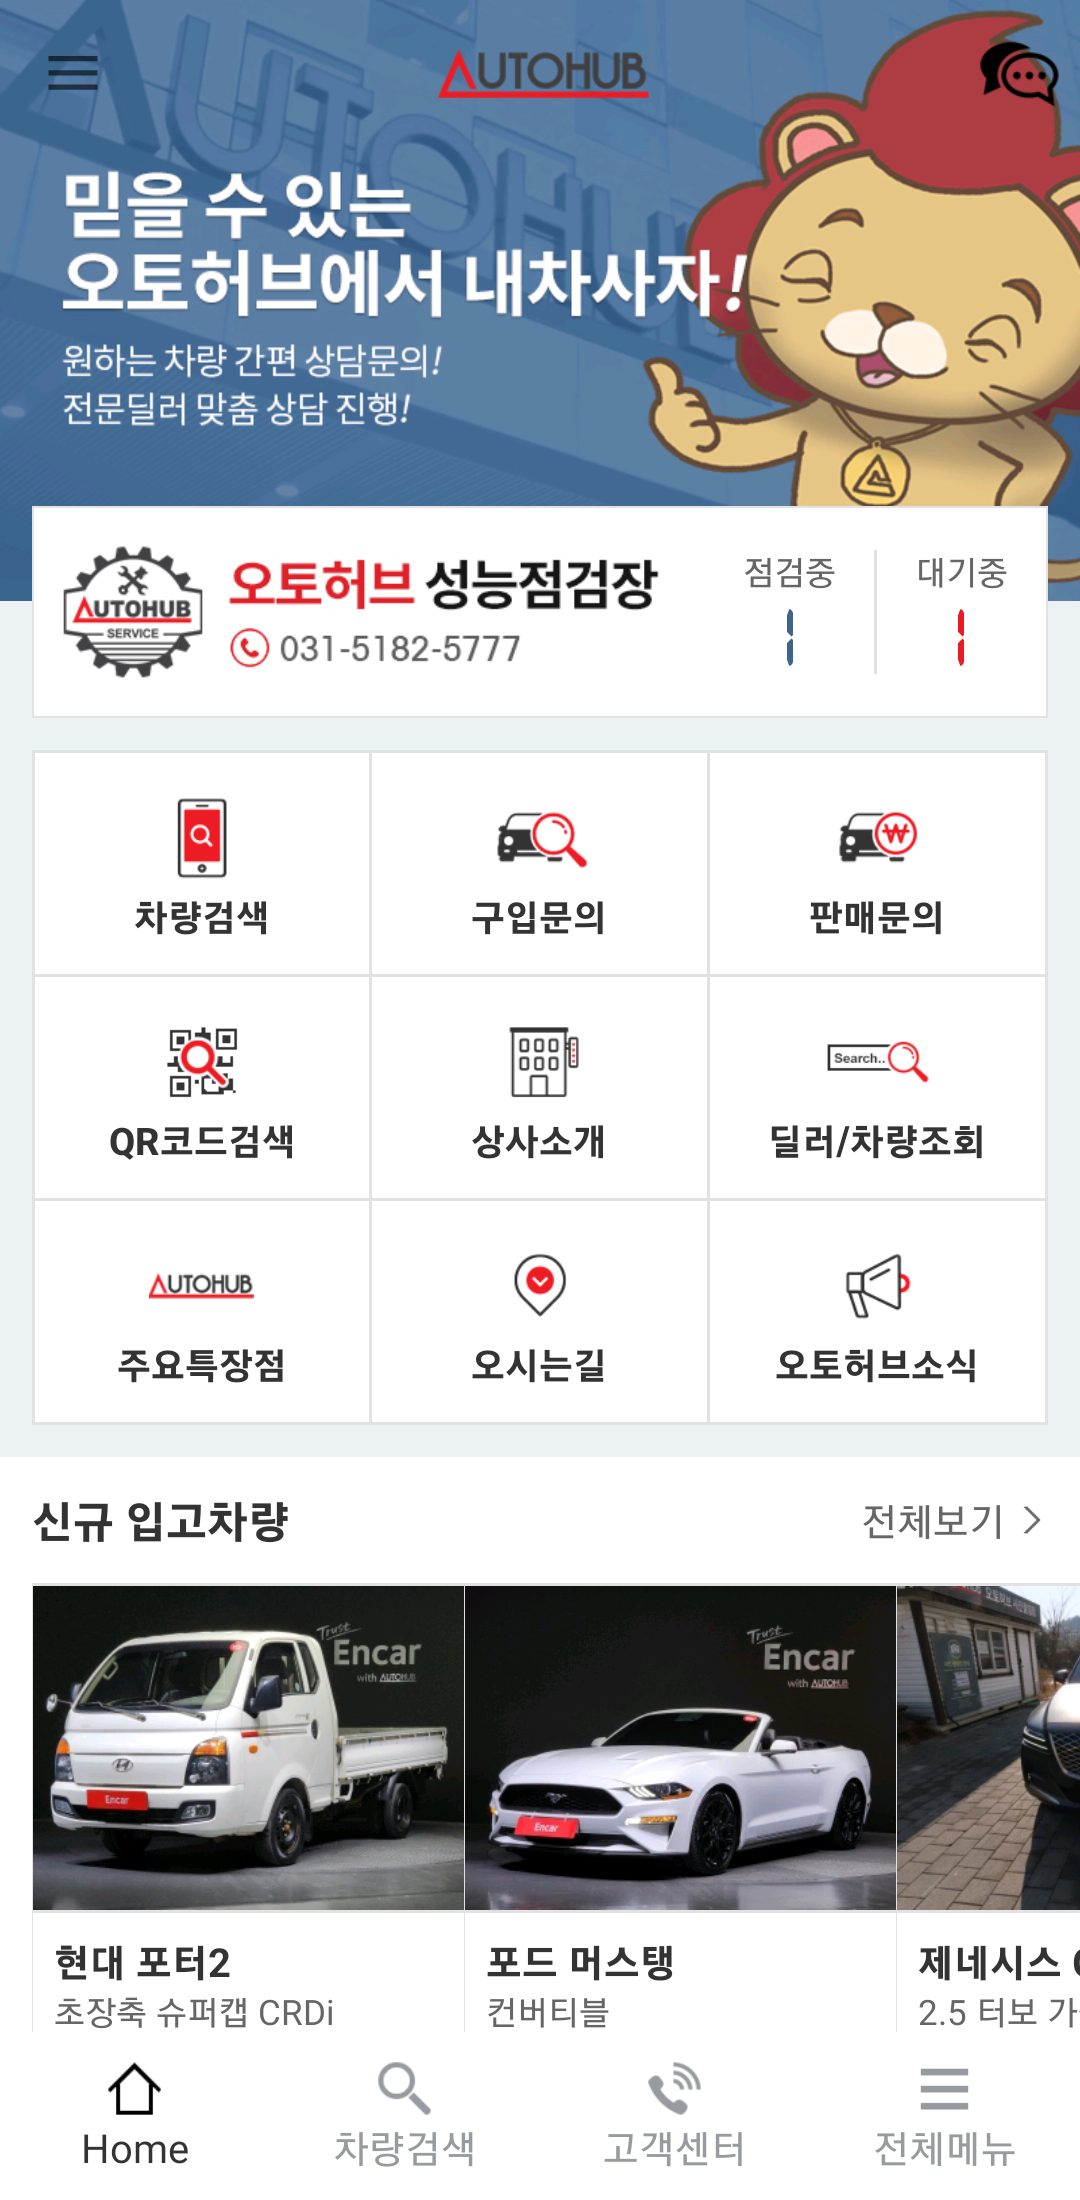 AUTOHUB
믿을 수 있는
오토허브에서 내차사자!
원하는 차량 간편 상담문의!
전문딜러 맞춤 상담 진행!
AUTOHUB
SERVICE
오토허브 성능점검장
031-5182-5777
점검중
대기중
1
1
차량검색
구입문의
판매문의
QR코드검색
상사소개
Search..
딜러/차량조회
AUTOHUB
주요특장점
오시는길
오토허브소식
신규 입고차량
전체보기
Trust
Encar
with AUTOHUB
Encar
Trust
Encar
with AUTOHUB
Encar
현대 포터2
초장축 슈퍼캡 CRDi
포드 머스탱
컨버티블
제네시스
2.5 터보
Home
차량검색
고객센터
전체메뉴